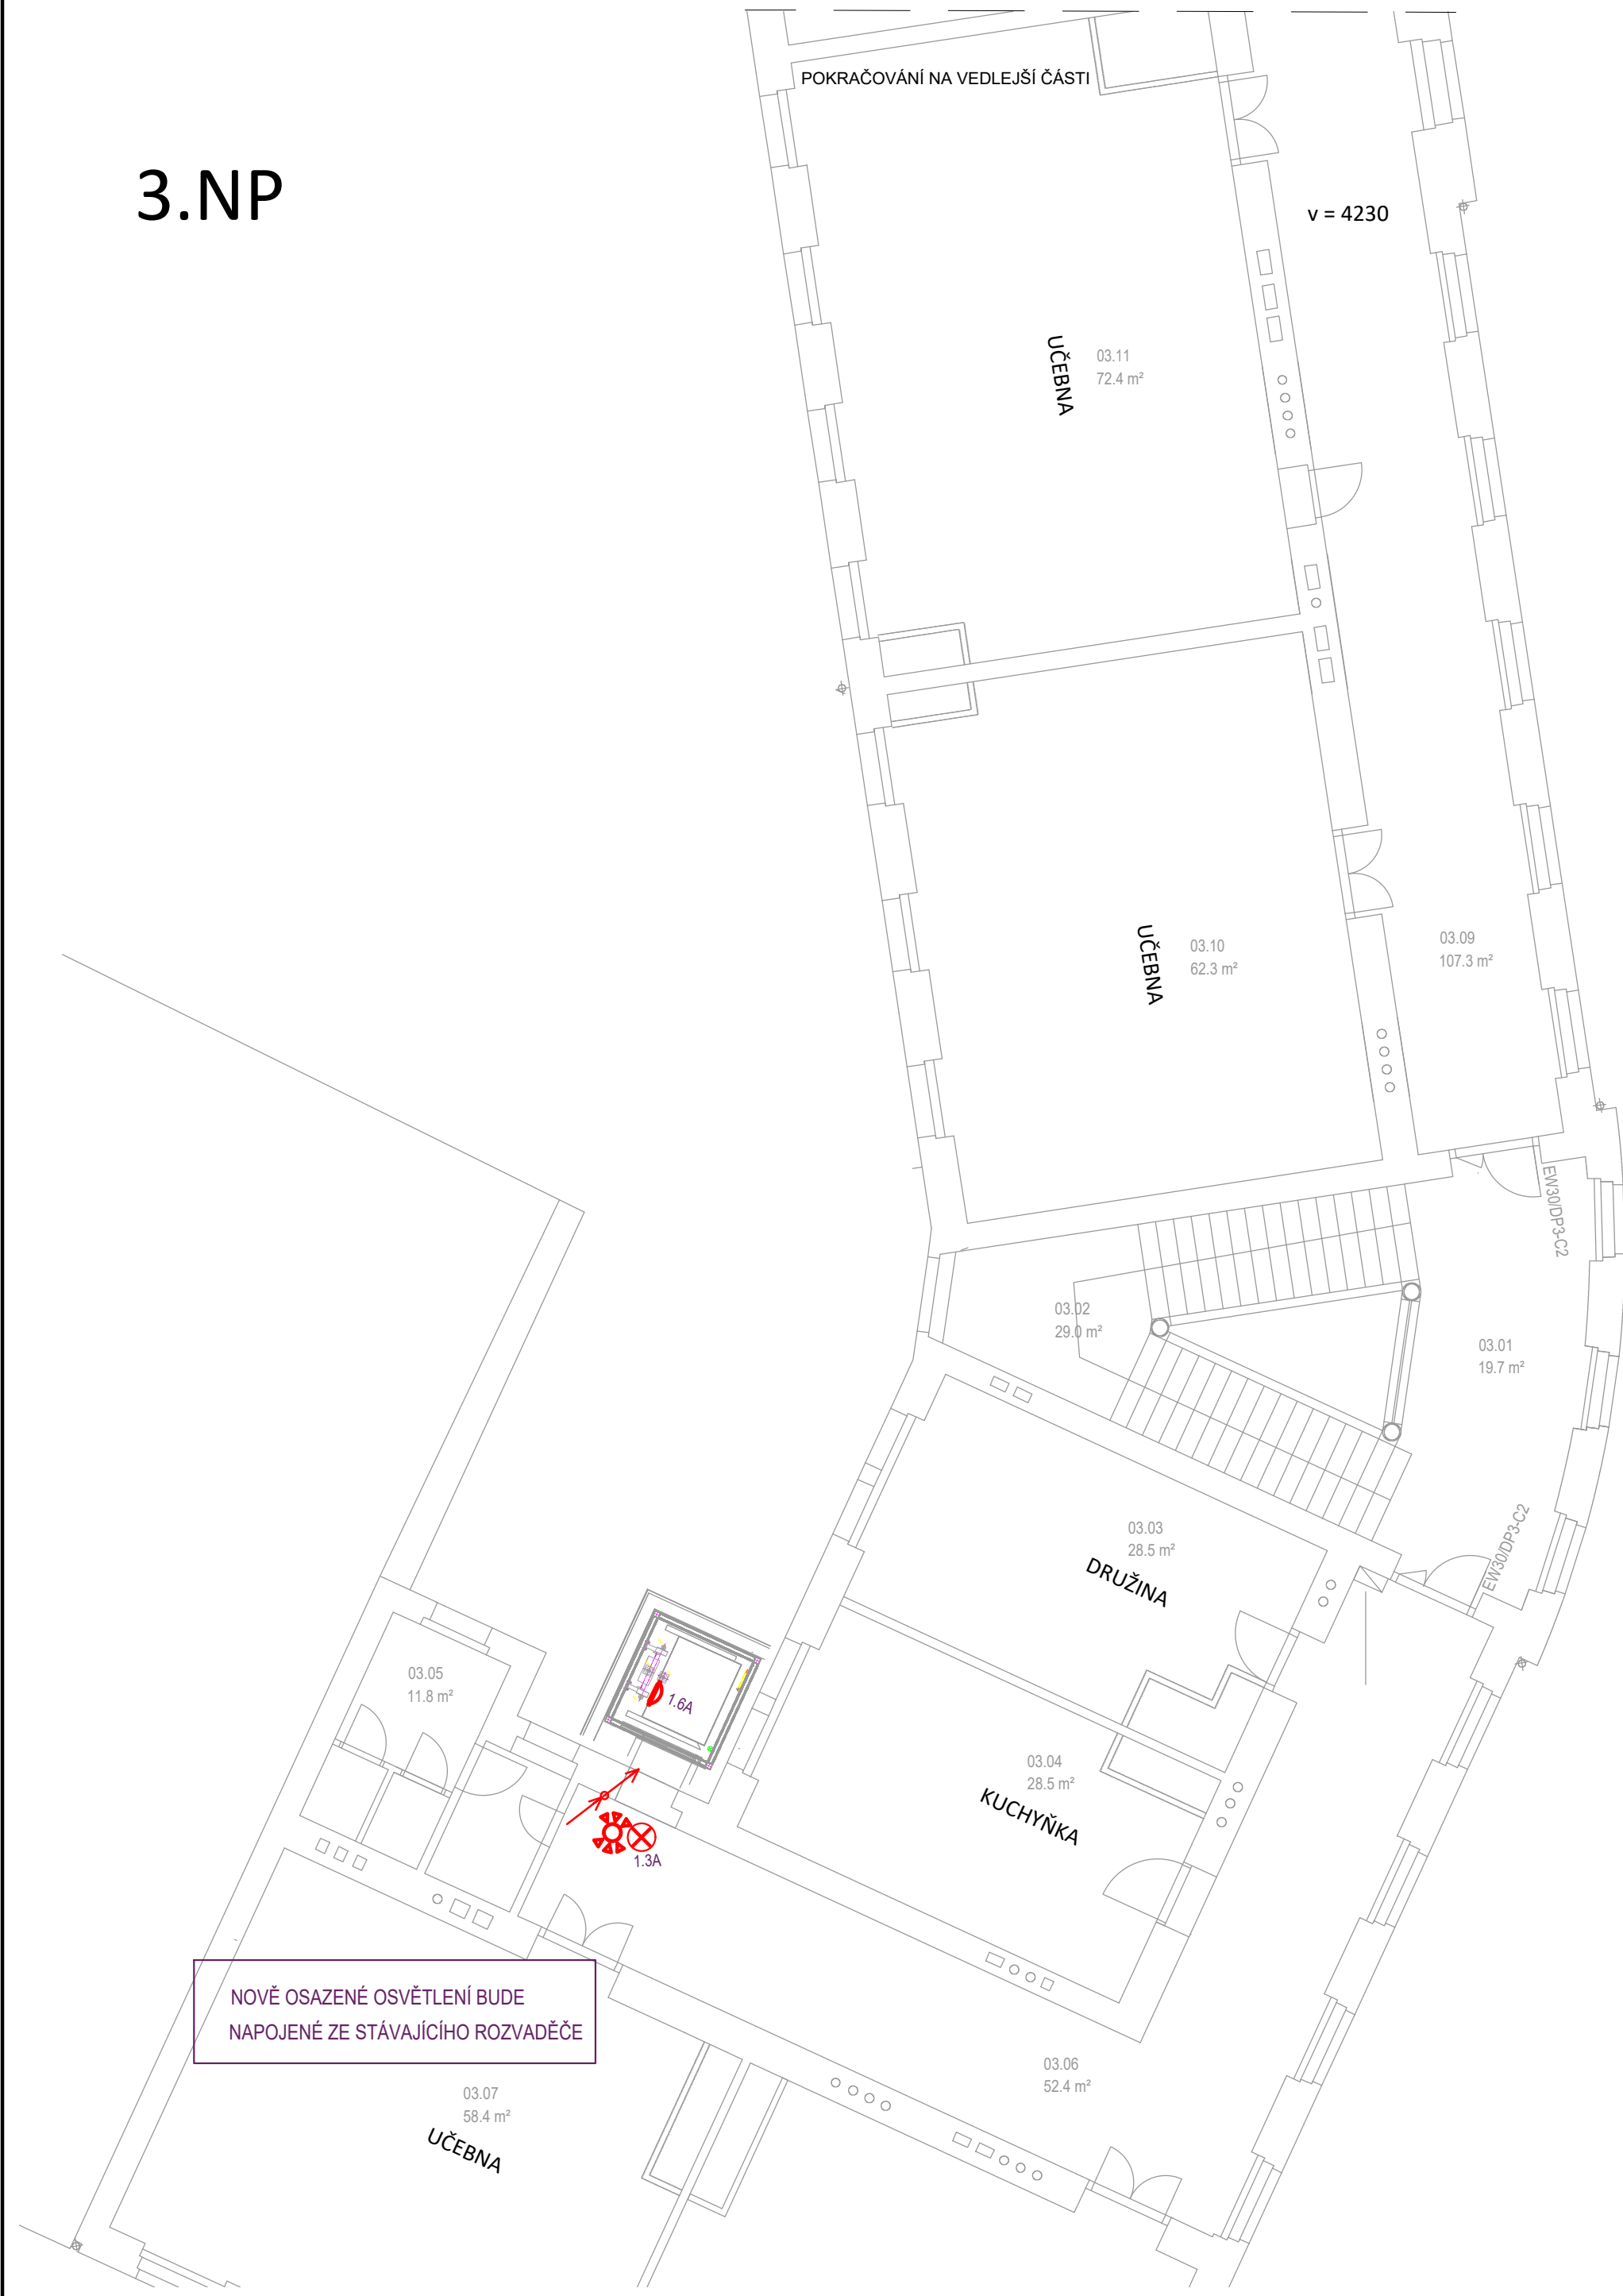 POKRAČOVÁNÍ NA VEDLEJŠÍ ČÁSTI
3.NP
v = 4230
UČEBNA
03.11
72.4 m²
UČEBNA
03.10
62.3 m²
03.09
107.3 m²
EW30/DP3-C2
03.02
29.0 m²
03.01
19.7 m²
EW30/DP3-C2
03.03
28.5 m²
DRUŽINA
03.05
11.8 m²
1.6A
03.04
28.5 m²
KUCHYŇKA
1.3A
NOVĚ OSAZENÉ OSVĚTLENÍ BUDE
NAPOJENÉ ZE STÁVAJÍCÍHO ROZVADĚČE
03.06
52.4 m²
03.07
58.4 m²
UČEBNA